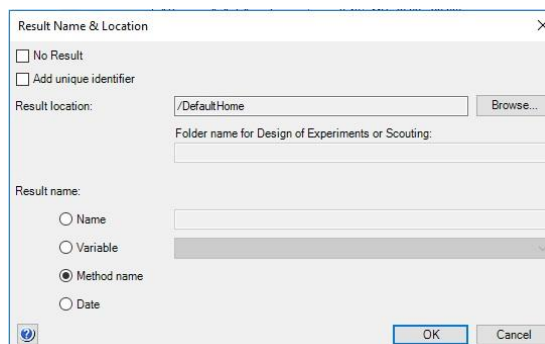 Result Name & Location
No Result
Add unique identifier
Result location: /DefaultHome Browse...
Folder name for Design of Experiments or Scouting:
Result name:
Name
Variable
Method name
Date
OK Cancel